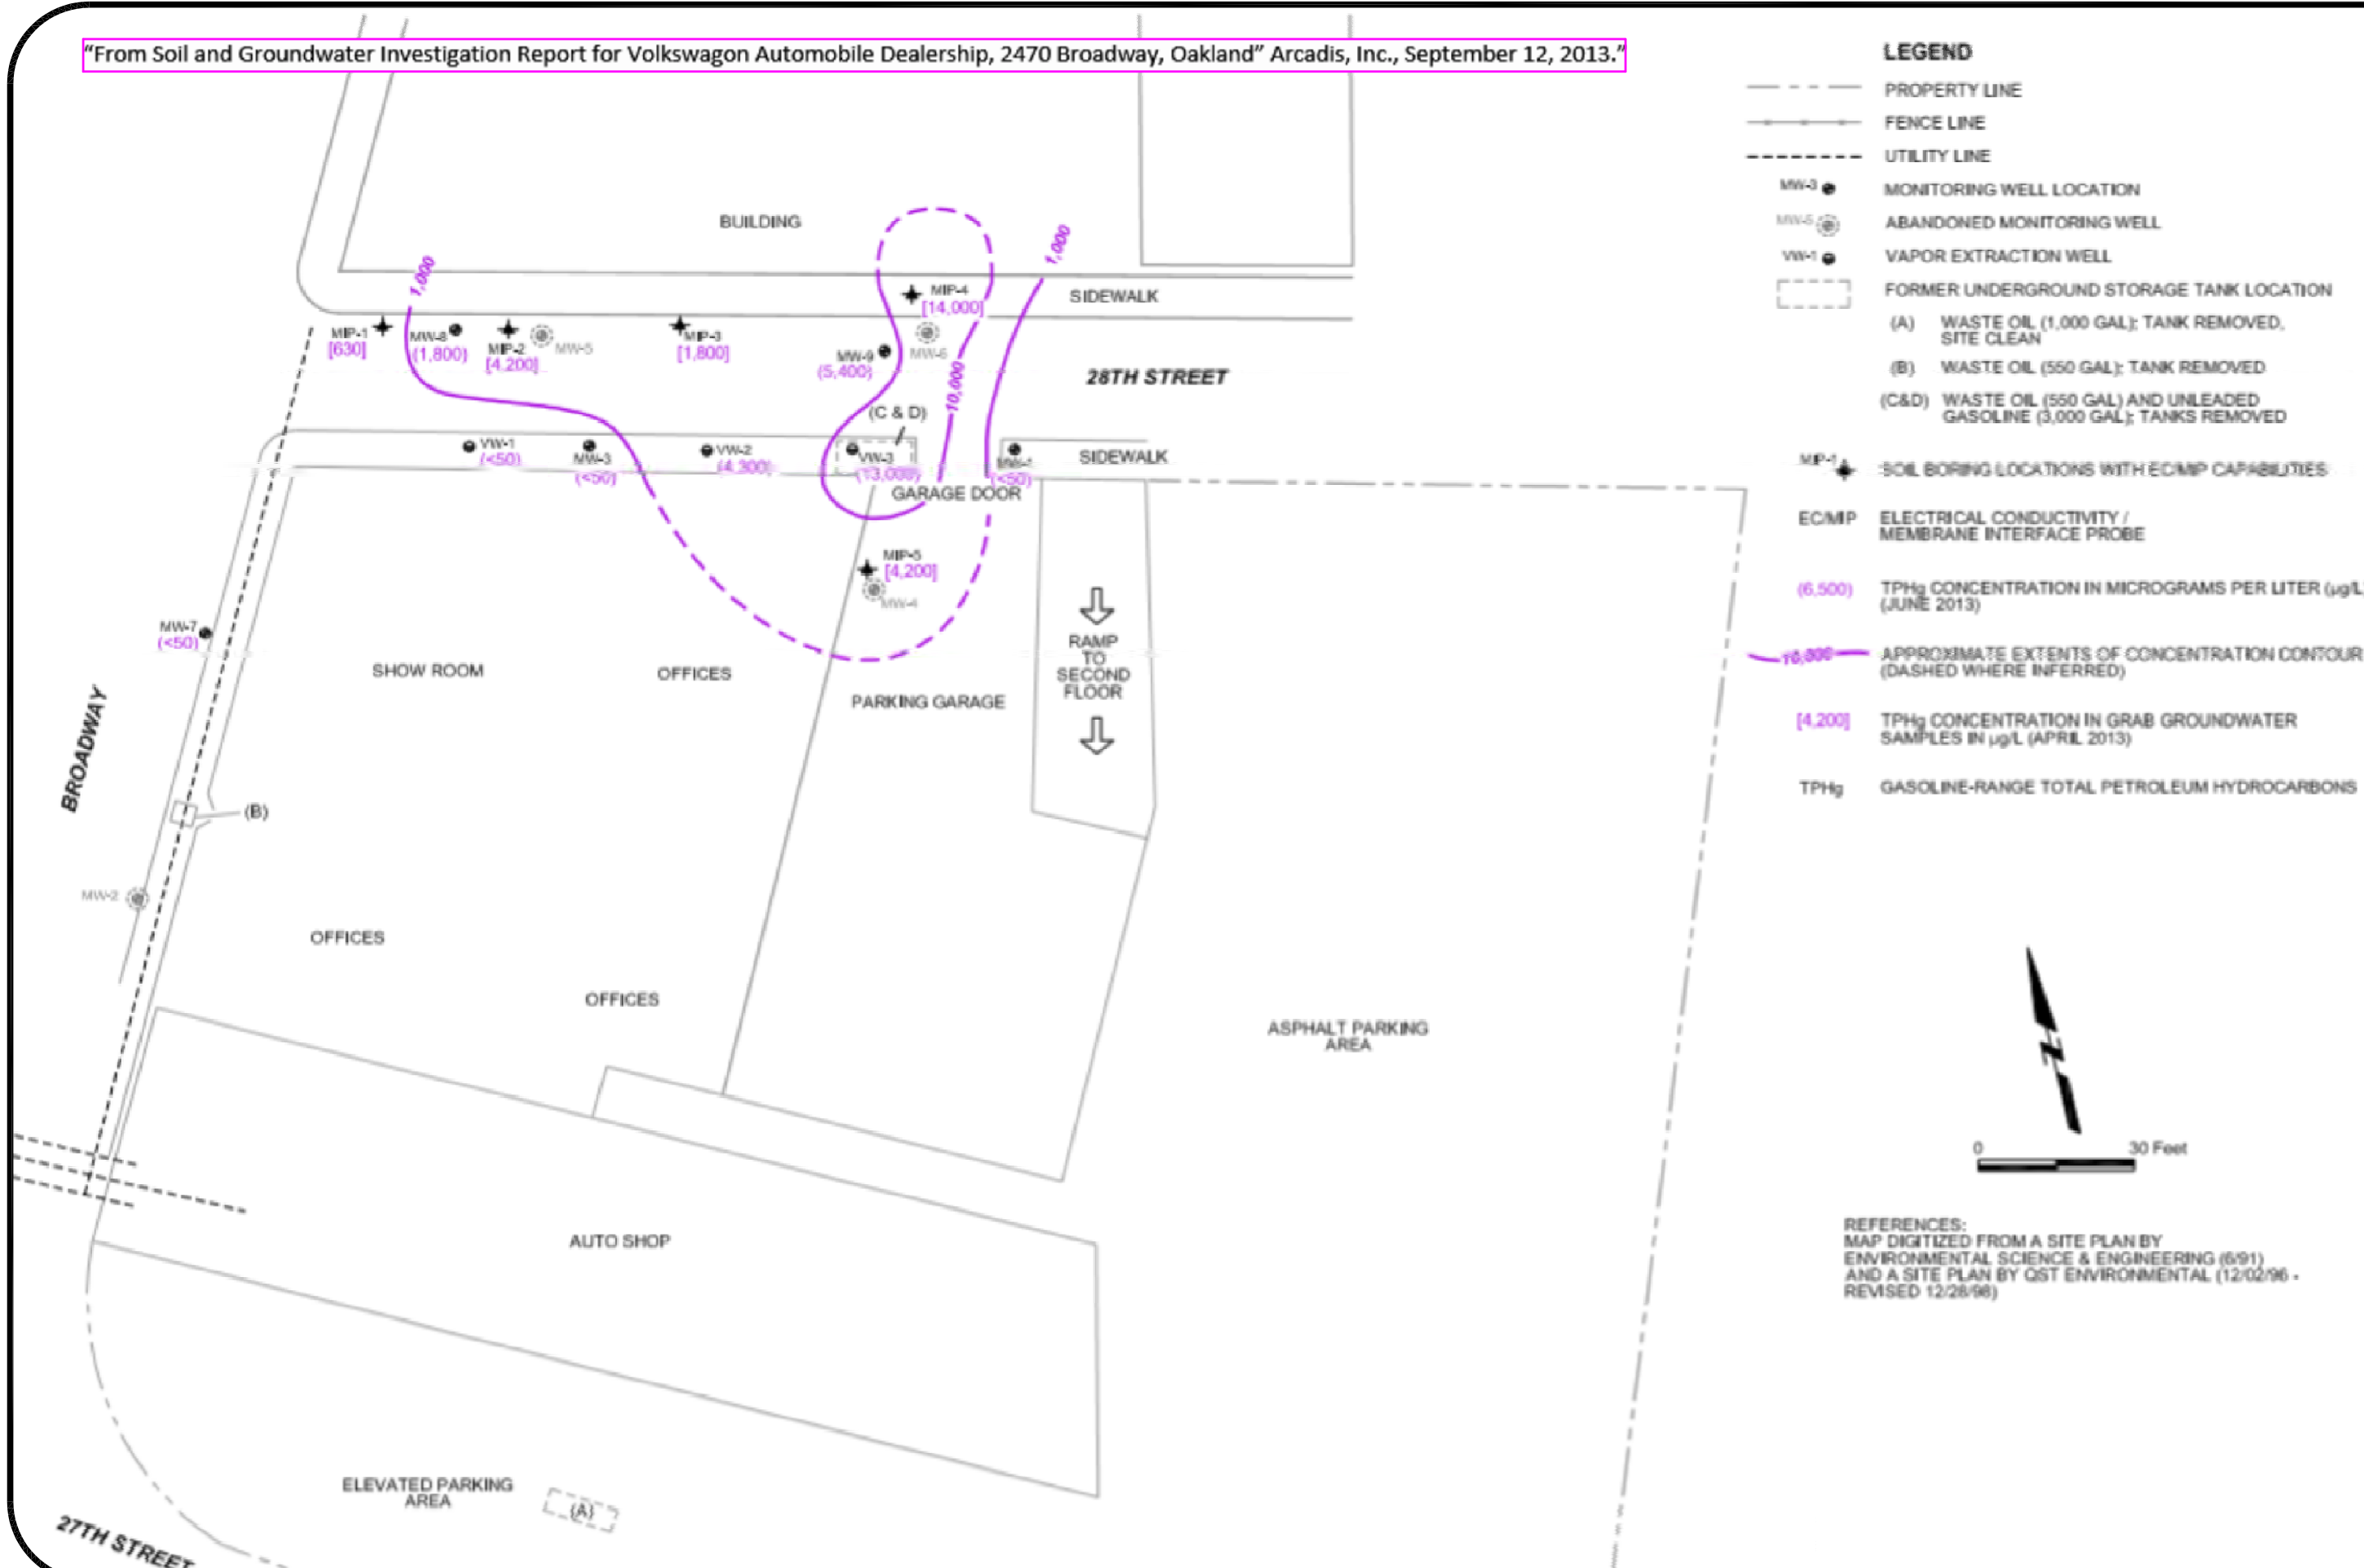 “From Soil and Groundwater Investigation Report for Volkswagon Automobile Dealership, 2470 Broadway, Oakland” Arcadis, Inc., September 12, 2013.”
BUILDING
1,000
1,000
MIP-4
[14,000]
SIDEWALK
MIP-1
[630]
MW-8
(1,800)
MIP-2
[4,200]
MW-5
MIP-3
[1,800]
MW-9
(5,400)
MW-6
10,000
28TH STREET
(C & D)
VW-1
(<50)
MW-3
(<50)
VW-2
(4,300)
VW-3
(13,000)
MW-1
(<50)
SIDEWALK
GARAGE DOOR
MIP-5
[4,200]
MW-4
MW-7
(<50)
SHOW ROOM
OFFICES
PARKING GARAGE
RAMP
TO
SECOND
FLOOR
BROADWAY
(B)
MW-2
OFFICES
OFFICES
ASPHALT PARKING
AREA
AUTO SHOP
ELEVATED PARKING
AREA
(A)
27TH STREET
LEGEND
PROPERTY LINE
FENCE LINE
UTILITY LINE
MW-3 MONITORING WELL LOCATION
MW-5 ABANDONED MONITORING WELL
VW-1 VAPOR EXTRACTION WELL
FORMER UNDERGROUND STORAGE TANK LOCATION
(A) WASTE OIL (1,000 GAL); TANK REMOVED,
SITE CLEAN
(B) WASTE OIL (550 GAL); TANK REMOVED
(C&D) WASTE OIL (550 GAL) AND UNLEADED
GASOLINE (3,000 GAL); TANKS REMOVED
MIP-1 SOIL BORING LOCATIONS WITH EC/MIP CAPABILITIES
EC/MIP ELECTRICAL CONDUCTIVITY /
MEMBRANE INTERFACE PROBE
(6,500) TPHg CONCENTRATION IN MICROGRAMS PER LITER (µg/L
(JUNE 2013)
10,000 APPROXIMATE EXTENTS OF CONCENTRATION CONTOUR
(DASHED WHERE INFERRED)
[4,200] TPHg CONCENTRATION IN GRAB GROUNDWATER
SAMPLES IN µg/L (APRIL 2013)
TPHg GASOLINE-RANGE TOTAL PETROLEUM HYDROCARBONS
Z
0 30 Feet
REFERENCES:
MAP DIGITIZED FROM A SITE PLAN BY
ENVIRONMENTAL SCIENCE & ENGINEERING (6/91)
AND A SITE PLAN BY QST ENVIRONMENTAL (12/02/96 -
REVISED 12/28/98)